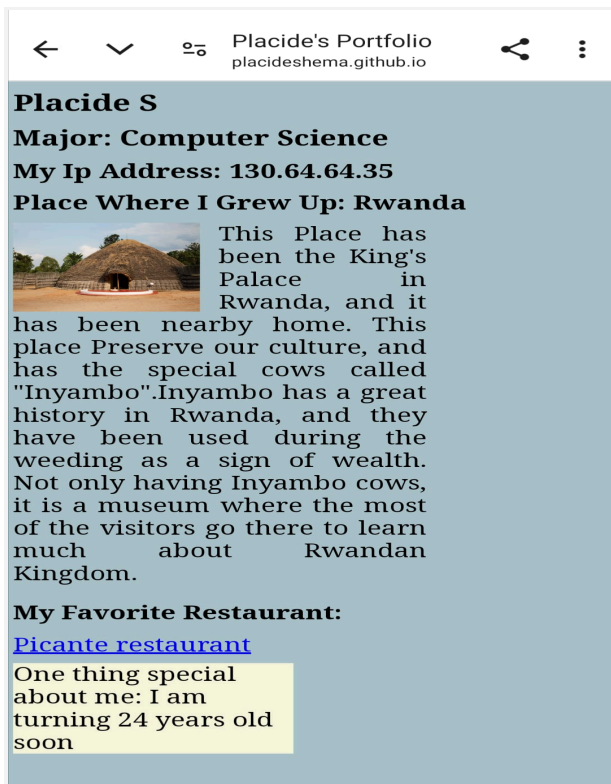 Placide's Portfolio
placideshema.github.io
Placide S
Major: Computer Science
My Ip Address: 130.64.64.35
Place Where I Grew Up: Rwanda
This Place has
been the King's
Palace in
Rwanda, and it
has been nearby home. This
place Preserve our culture, and
has the special cows called
"Inyambo".Inyambo has a great
history in Rwanda, and they
have been used during the
weeding as a sign of wealth.
Not only having Inyambo cows,
it is a museum where the most
of the visitors go there to learn
much about Rwandan
Kingdom.
My Favorite Restaurant:
Picante restaurant
One thing special
about me: I am
turning 24 years old
soon